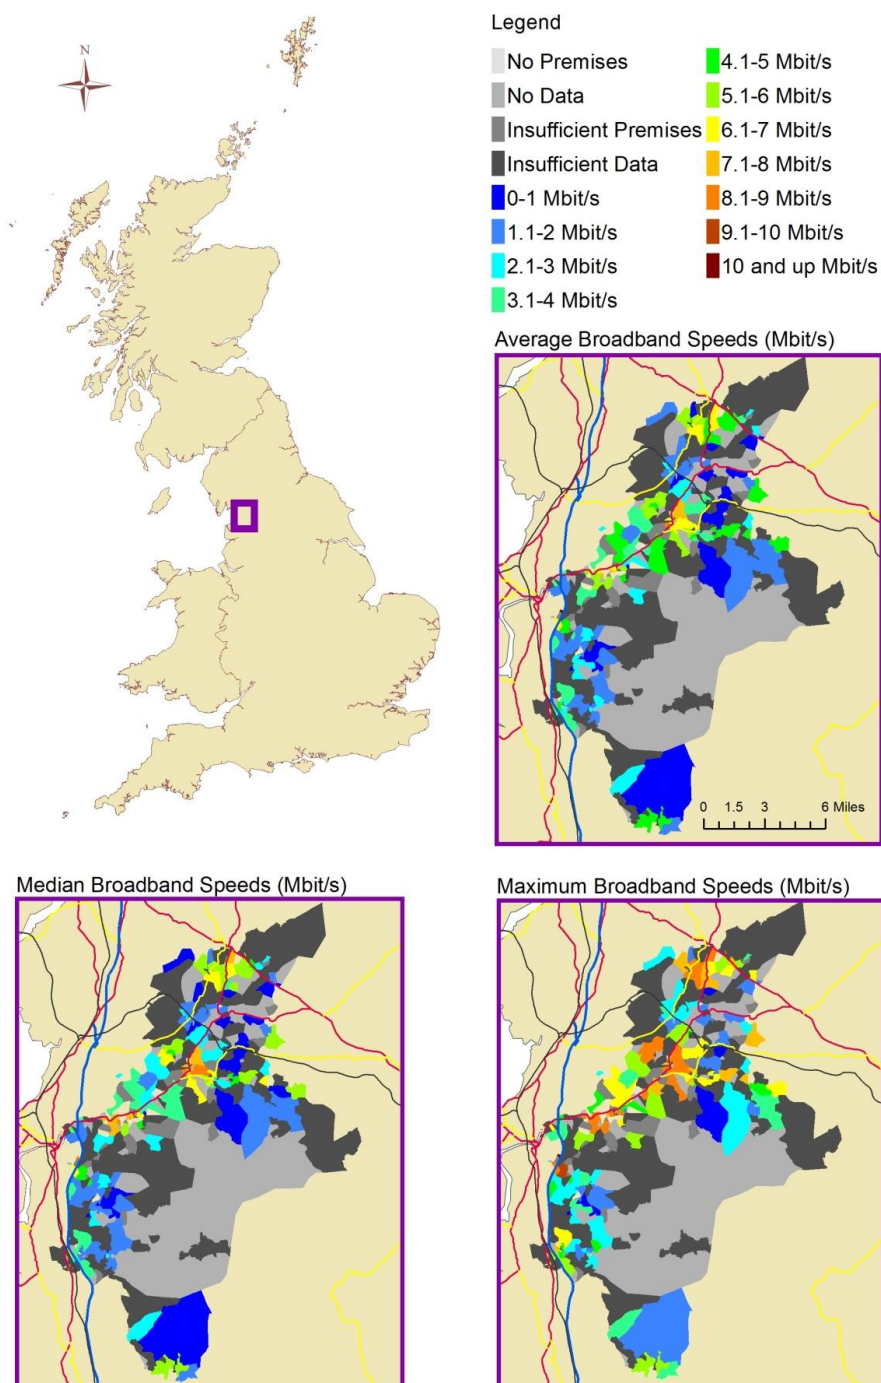 N
Legend
No Premises
No Data
Insufficient Premises
Insufficient Data
0-1 Mbit/s
1.1-2 Mbit/s
2.1-3 Mbit/s
3.1-4 Mbit/s
4.1-5 Mbit/s
5.1-6 Mbit/s
6.1-7 Mbit/s
7.1-8 Mbit/s
8.1-9 Mbit/s
9.1-10 Mbit/s
10 and up Mbit/s
Average Broadband Speeds (Mbit/s)
0 1.5 3 6 Miles
Median Broadband Speeds (Mbit/s)
Maximum Broadband Speeds (Mbit/s)